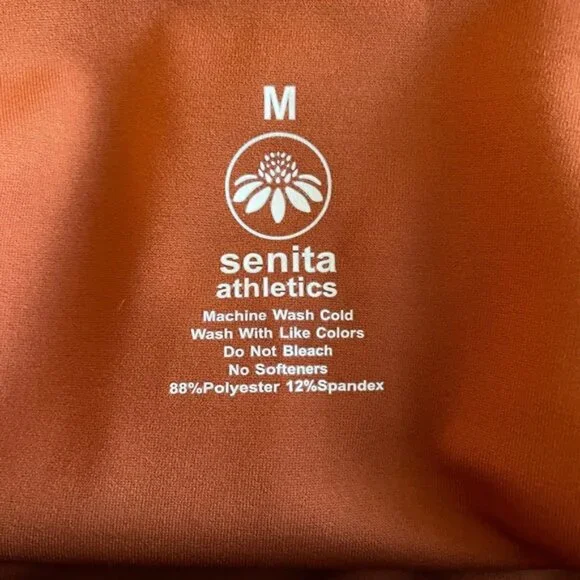 M
senita
athletics
Machine Wash Cold
Wash With Like Colors
Do Not Bleach
No Softeners
88%Polyester 12%Spandex